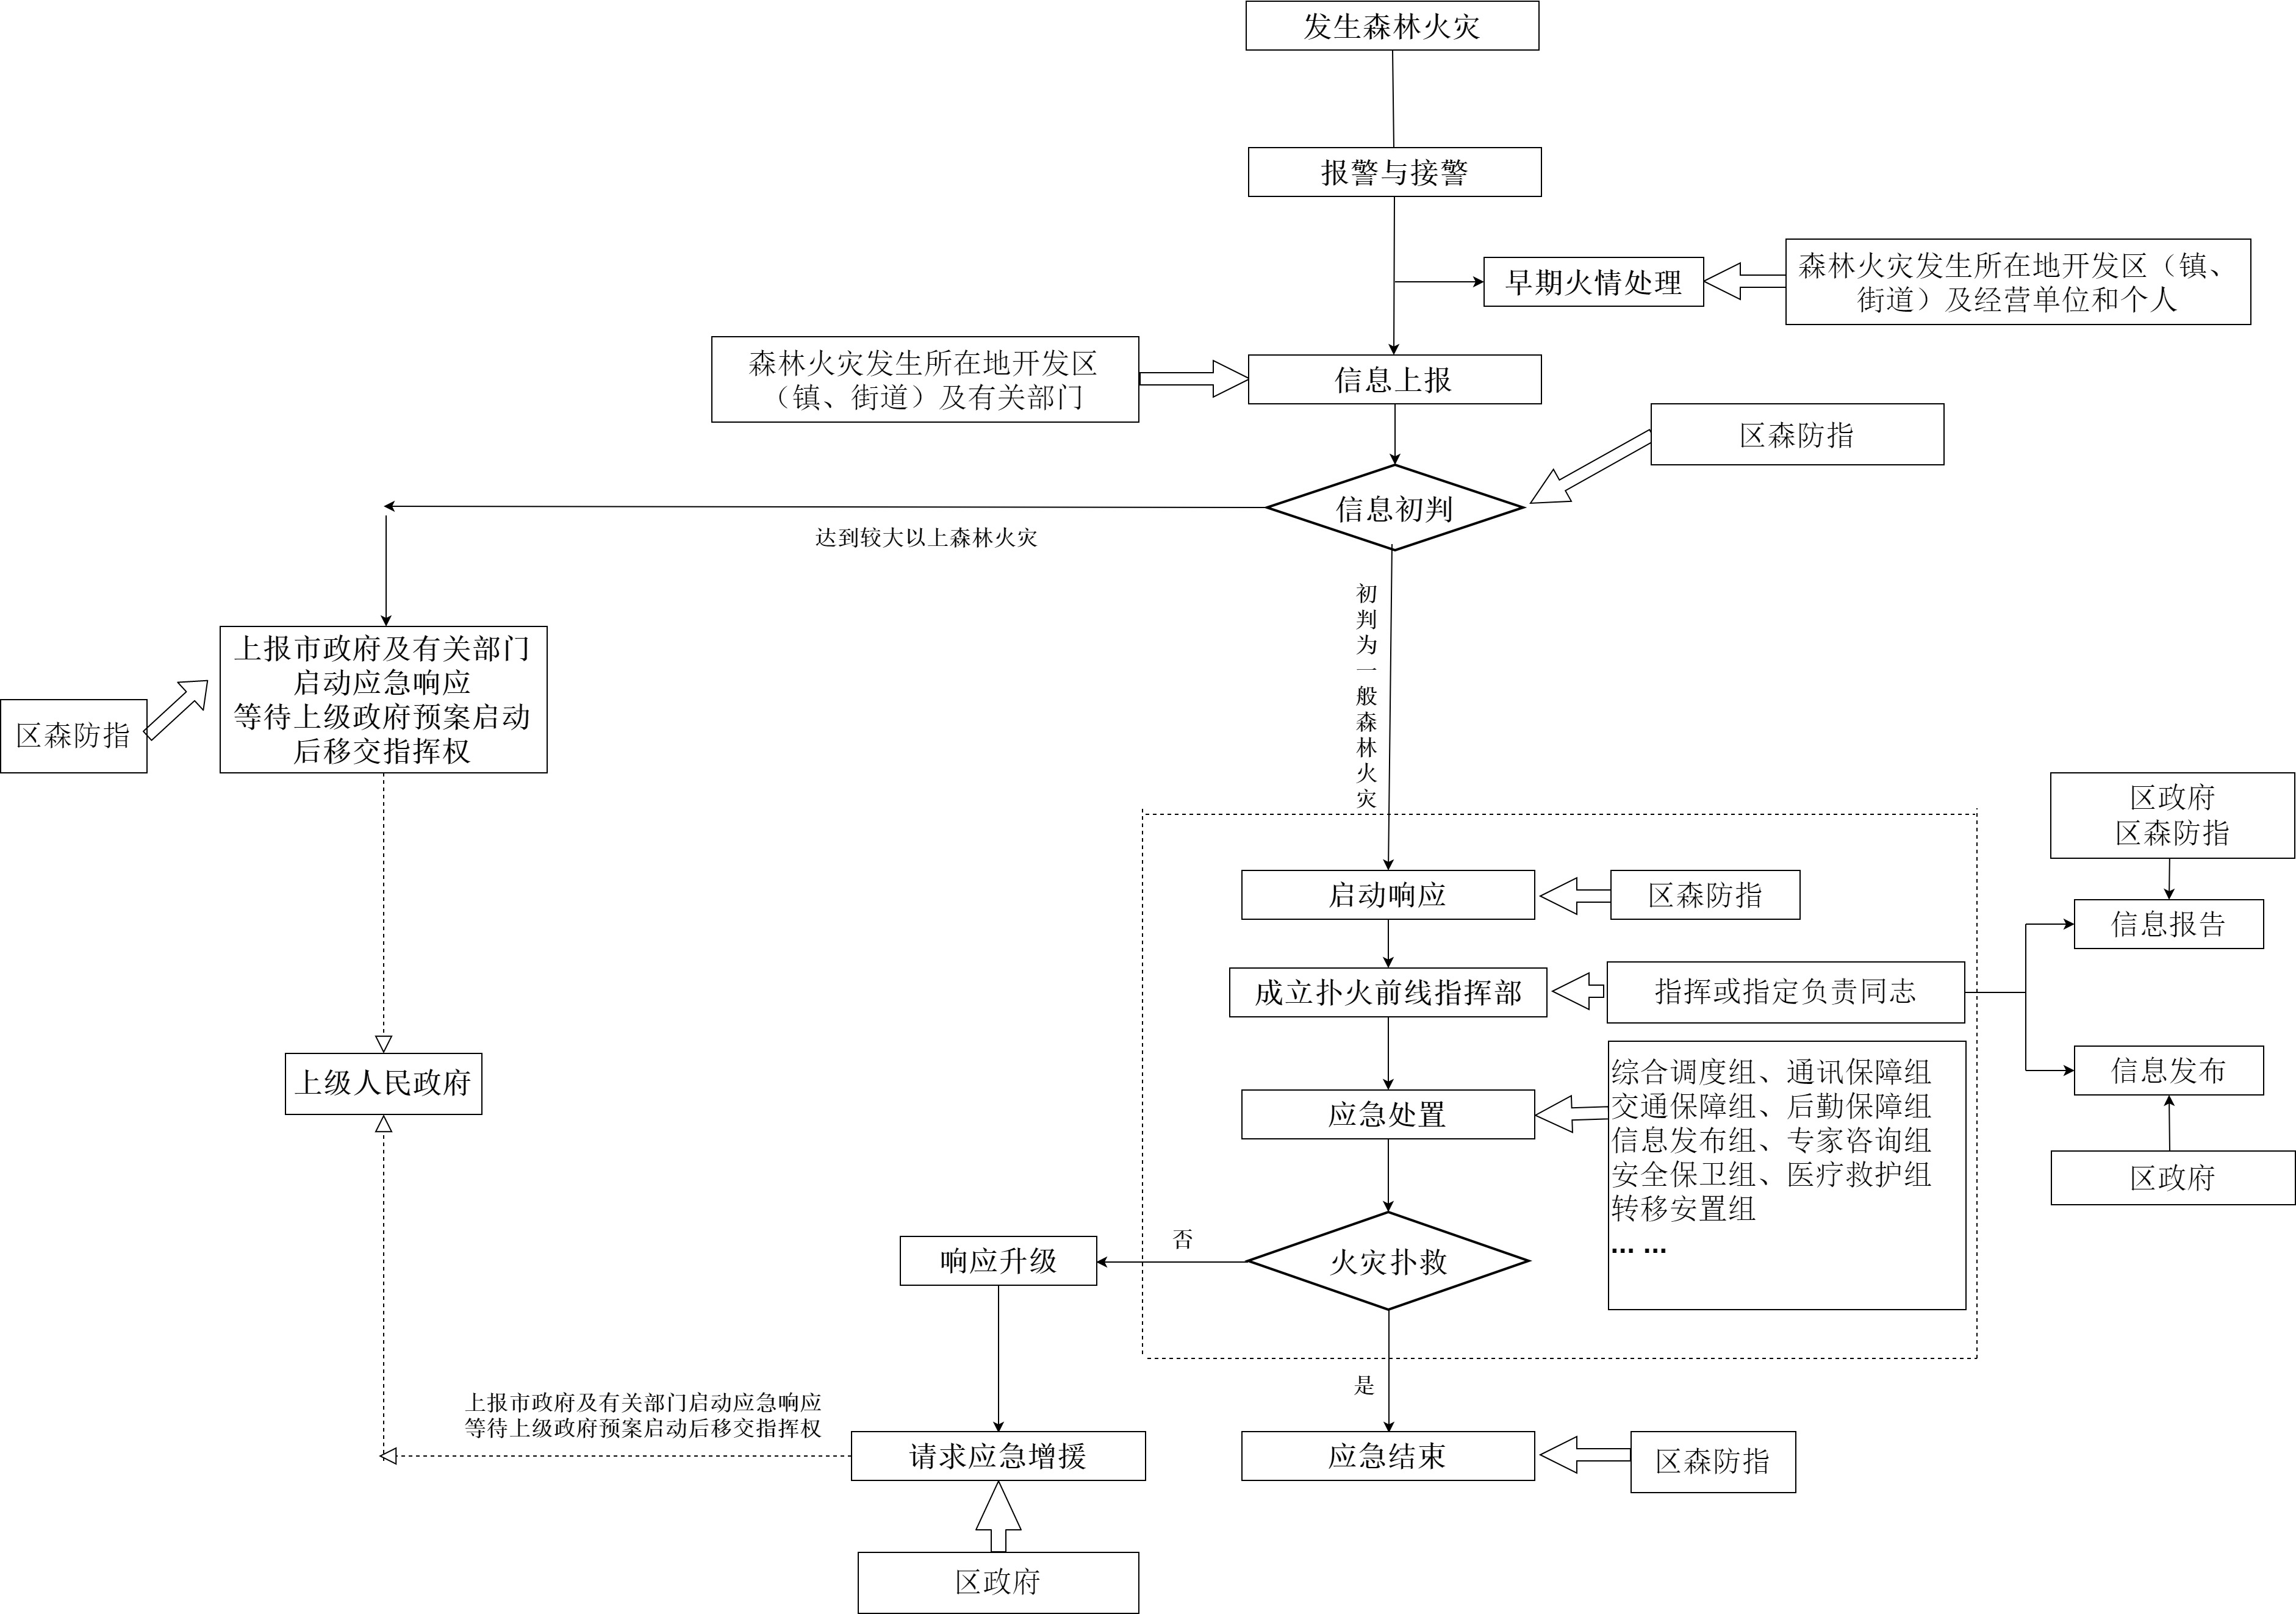 发生森林火灾
报警与接警
早期火情处理
森林火灾发生所在地开发区（镇、
街道）及经营单位和个人
森林火灾发生所在地开发区
（镇、街道）及有关部门
信息上报
区森防指
信息初判
达到较大以上森林火灾
初
判
为
一
般
森
林
火
灾
上报市政府及有关部门
启动应急响应
等待上级政府预案启动
后移交指挥权
区森防指
区政府
区森防指
启动响应
区森防指
信息报告
成立扑火前线指挥部
指挥或指定负责同志
上级人民政府
信息发布
应急处置
综合调度组、通讯保障组
交通保障组、后勤保障组
信息发布组、专家咨询组
安全保卫组、医疗救护组
转移安置组
... ...
区政府
否
响应升级
火灾扑救
是
上报市政府及有关部门启动应急响应
等待上级政府预案启动后移交指挥权
请求应急增援
应急结束
区森防指
区政府